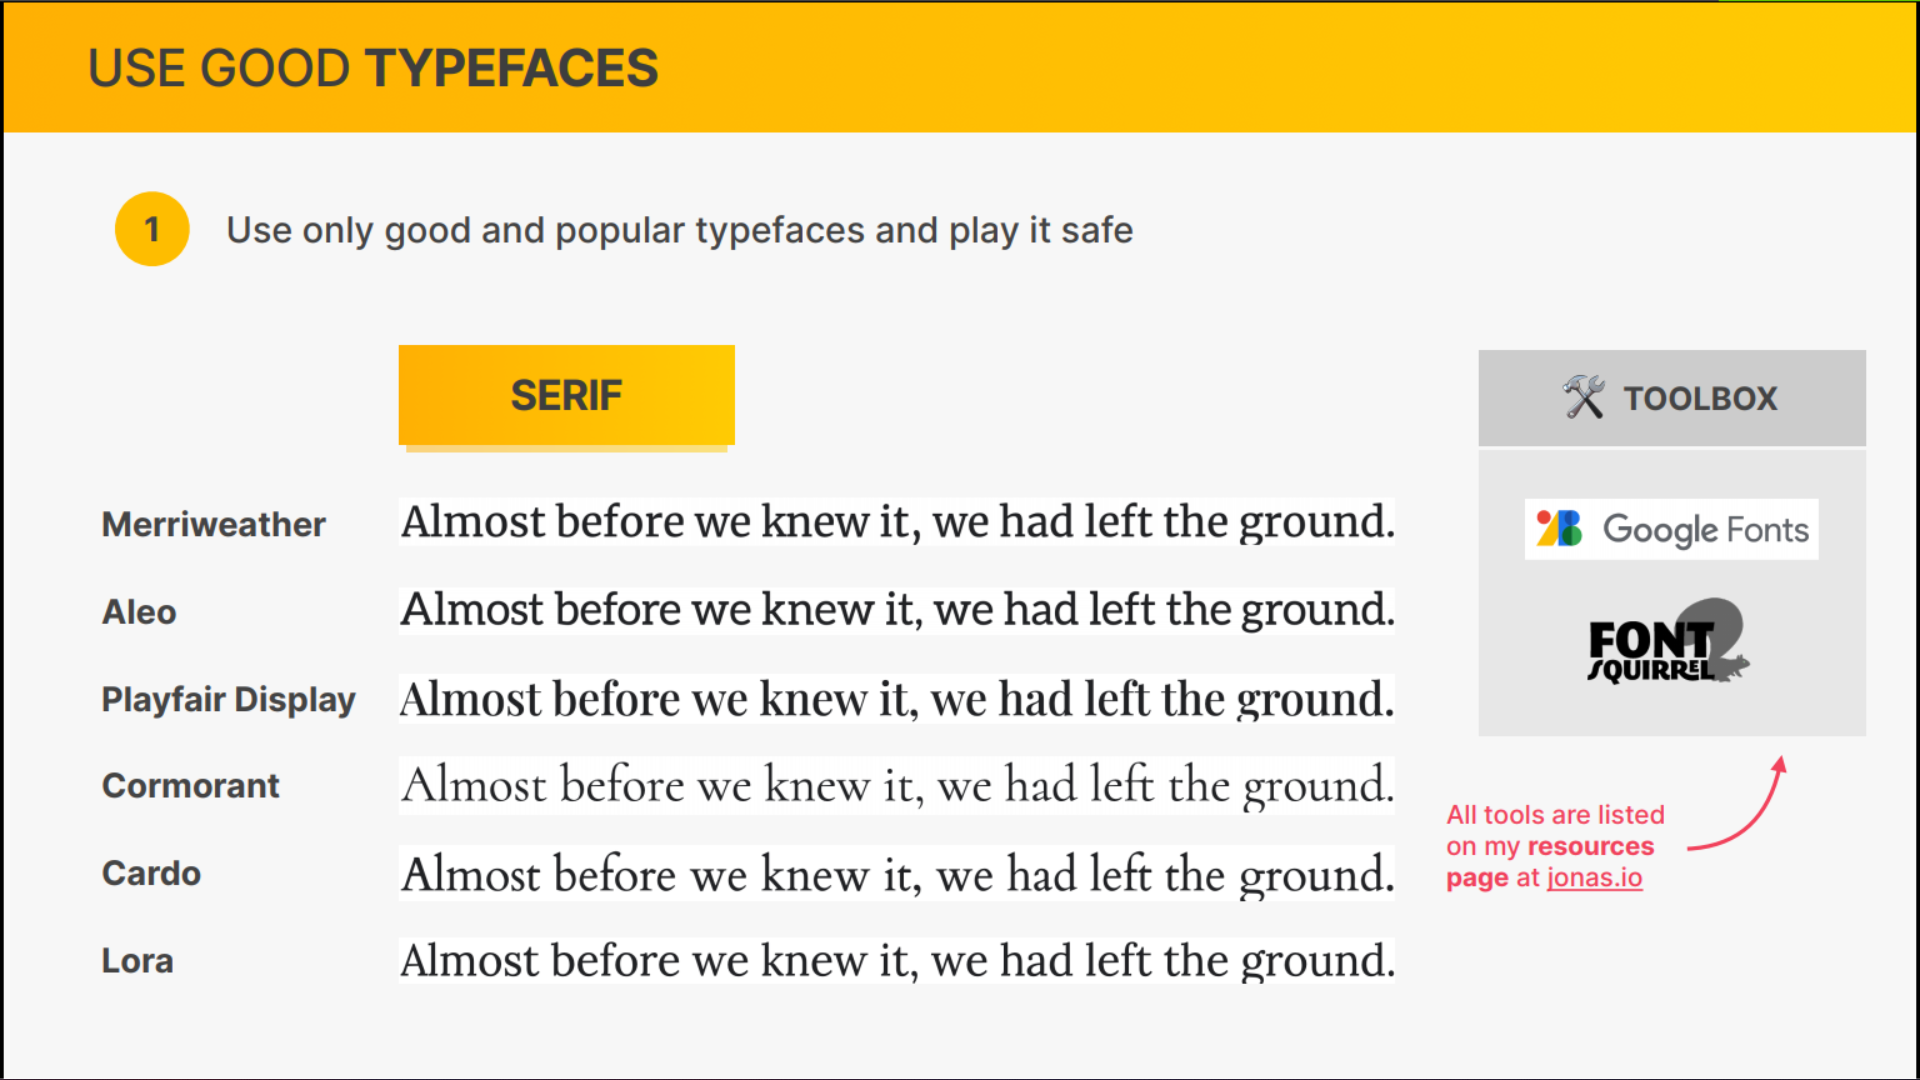 USE GOOD TYPEFACES
1 Use only good and popular typefaces and play it safe
SERIF
Merriweather Almost before we knew it, we had left the ground.
Aleo Almost before we knew it, we had left the ground.
Playfair Display Almost before we knew it, we had left the ground.
Cormorant Almost before we knew it, we had left the ground.
Cardo Almost before we knew it, we had left the ground.
Lora Almost before we knew it, we had left the ground.
TOOLBOX
Google Fonts
FONT
SQUIRREL
All tools are listed
on my resources
page at jonas.io